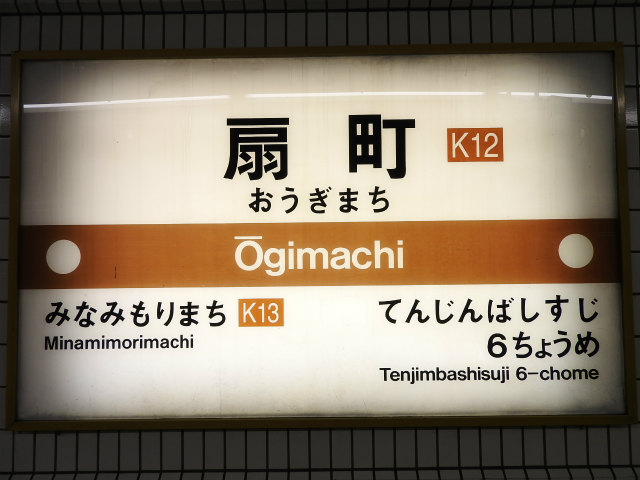 扇町 K12
おうぎまち
Ōgimachi
みなみもりまち K13
Minamimorimachi
てんじんばしすじ
6ちょうめ
Tenjimbashisuji 6-chome